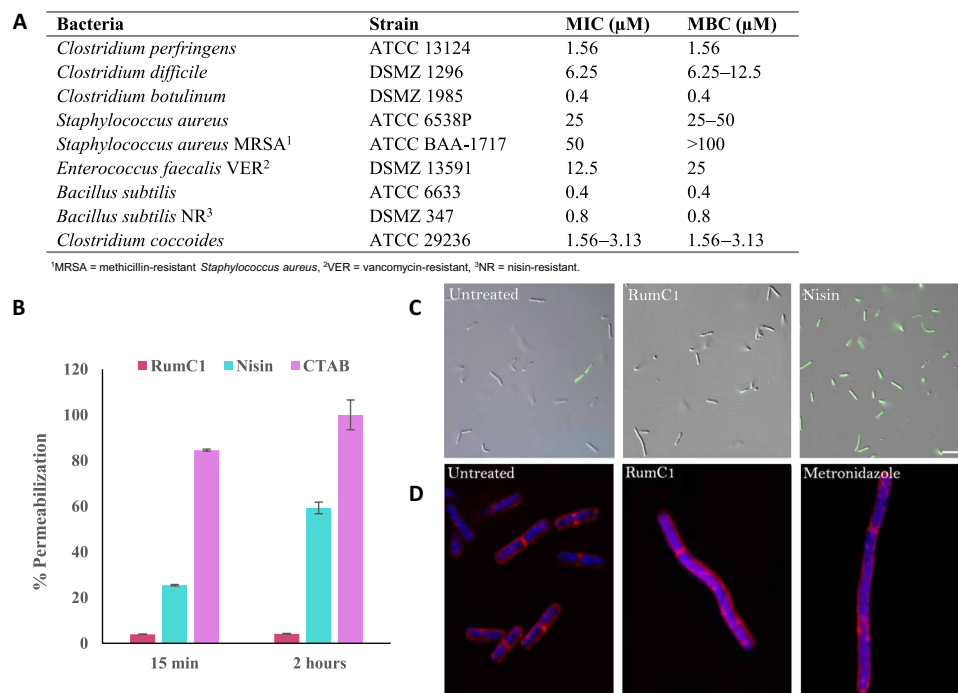 A
Bacteria Strain MIC (µM) MBC (µM)
Clostridium perfringens ATCC 13124 1.56 1.56
Clostridium difficile DSMZ 1296 6.25 6.25–12.5
Clostridium botulinum DSMZ 1985 0.4 0.4
Staphylococcus aureus ATCC 6538P 25 25–50
Staphylococcus aureus MRSA¹ ATCC BAA-1717 50 >100
Enterococcus faecalis VER² DSMZ 13591 12.5 25
Bacillus subtilis ATCC 6633 0.4 0.4
Bacillus subtilis NR³ DSMZ 347 0.8 0.8
Clostridium coccoides ATCC 29236 1.56–3.13 1.56–3.13
¹MRSA = methicillin-resistant Staphylococcus aureus, ²VER = vancomycin-resistant, ³NR = nisin-resistant.
B
RumC1 Nisin CTAB
% Permeabilization
120
100
80
60
40
20
0
15 min 2 hours
C
Untreated RumC1 Nisin
D
Untreated RumC1 Metronidazole